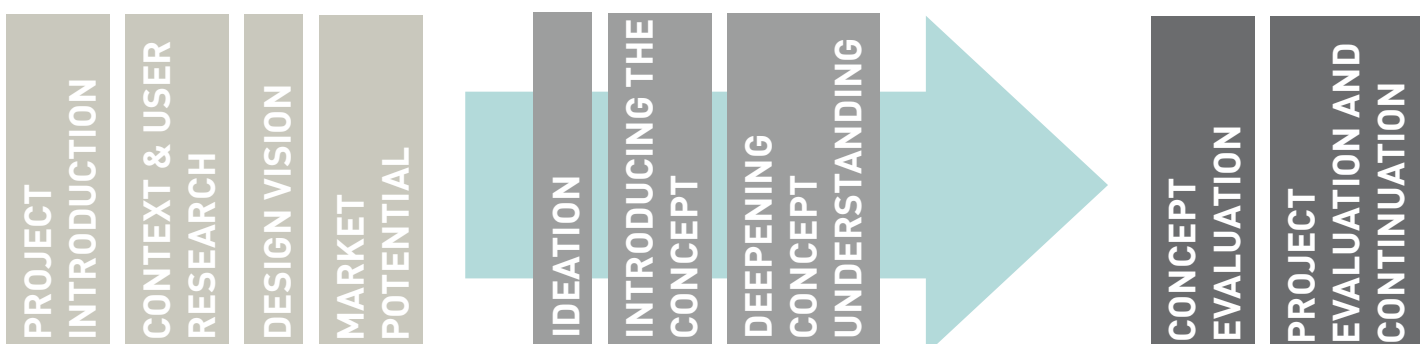 PROJECT
INTRODUCTION
CONTEXT & USER
RESEARCH
DESIGN VISION
MARKET
POTENTIAL
IDEATION
INTRODUCING THE
CONCEPT
DEEPENING
CONCEPT
UNDERSTANDING
CONCEPT
EVALUATION
PROJECT
EVALUATION AND
CONTINUATION